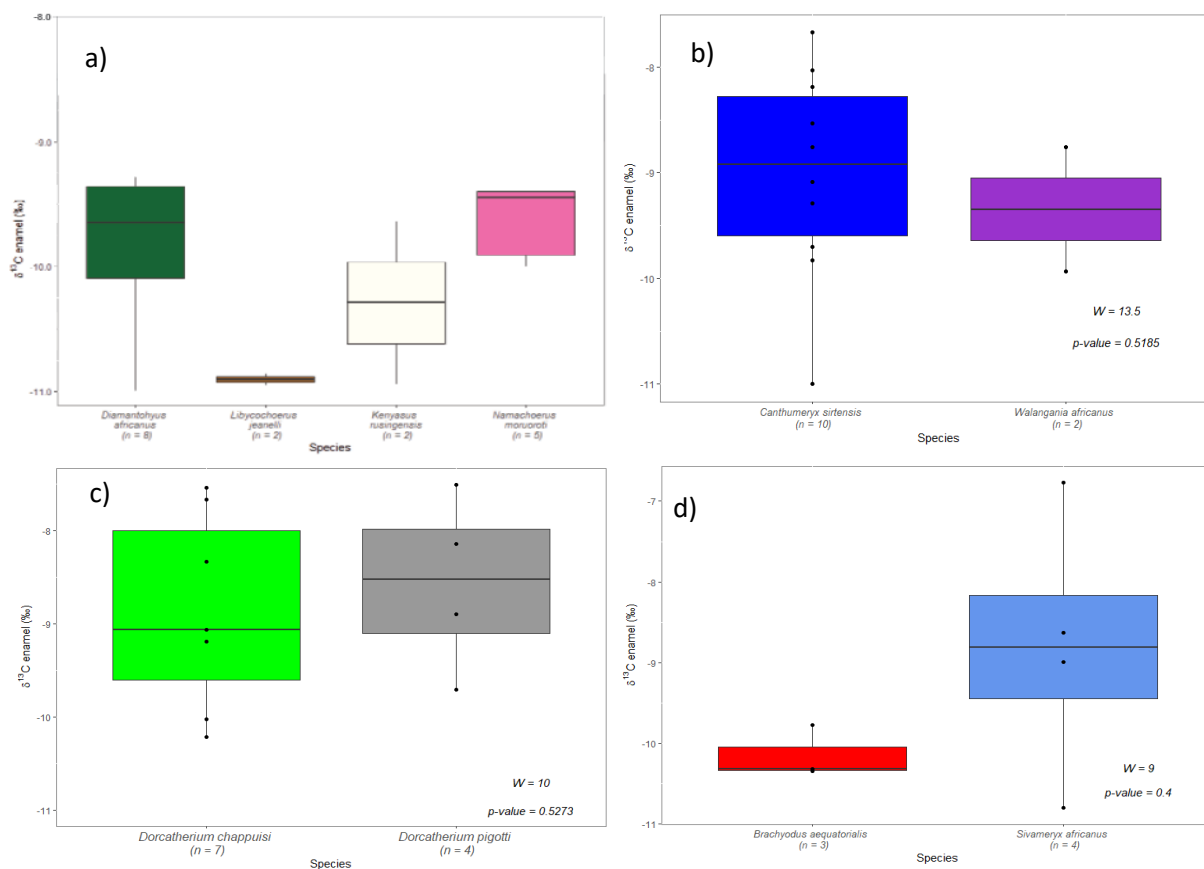 a)
-8.0
-9.0
-10.0
-11.0
δ13C enamel (‰)
Diamantohyus
africanus
(n = 8)
Libycochoerus
jeanelli
(n = 2)
Kenyasus
rusingensis
(n = 2)
Namachoerus
moruoroti
(n = 5)
Species
b)
-8
-9
-10
-11
δ13C enamel (‰)
W = 13.5
p-value = 0.5185
Canthumeryx sirtensis
(n = 10)
Walangania africanus
(n = 2)
Species
c)
-8
-9
-10
-11
δ13C enamel (‰)
W = 10
p-value = 0.5273
Dorcatherium chappuisi
(n = 7)
Dorcatherium pigotti
(n = 4)
Species
d)
-7
-8
-9
-10
-11
δ13C enamel (‰)
W = 9
p-value = 0.4
Brachyodus aequatorialis
(n = 3)
Sivameryx africanus
(n = 4)
Species